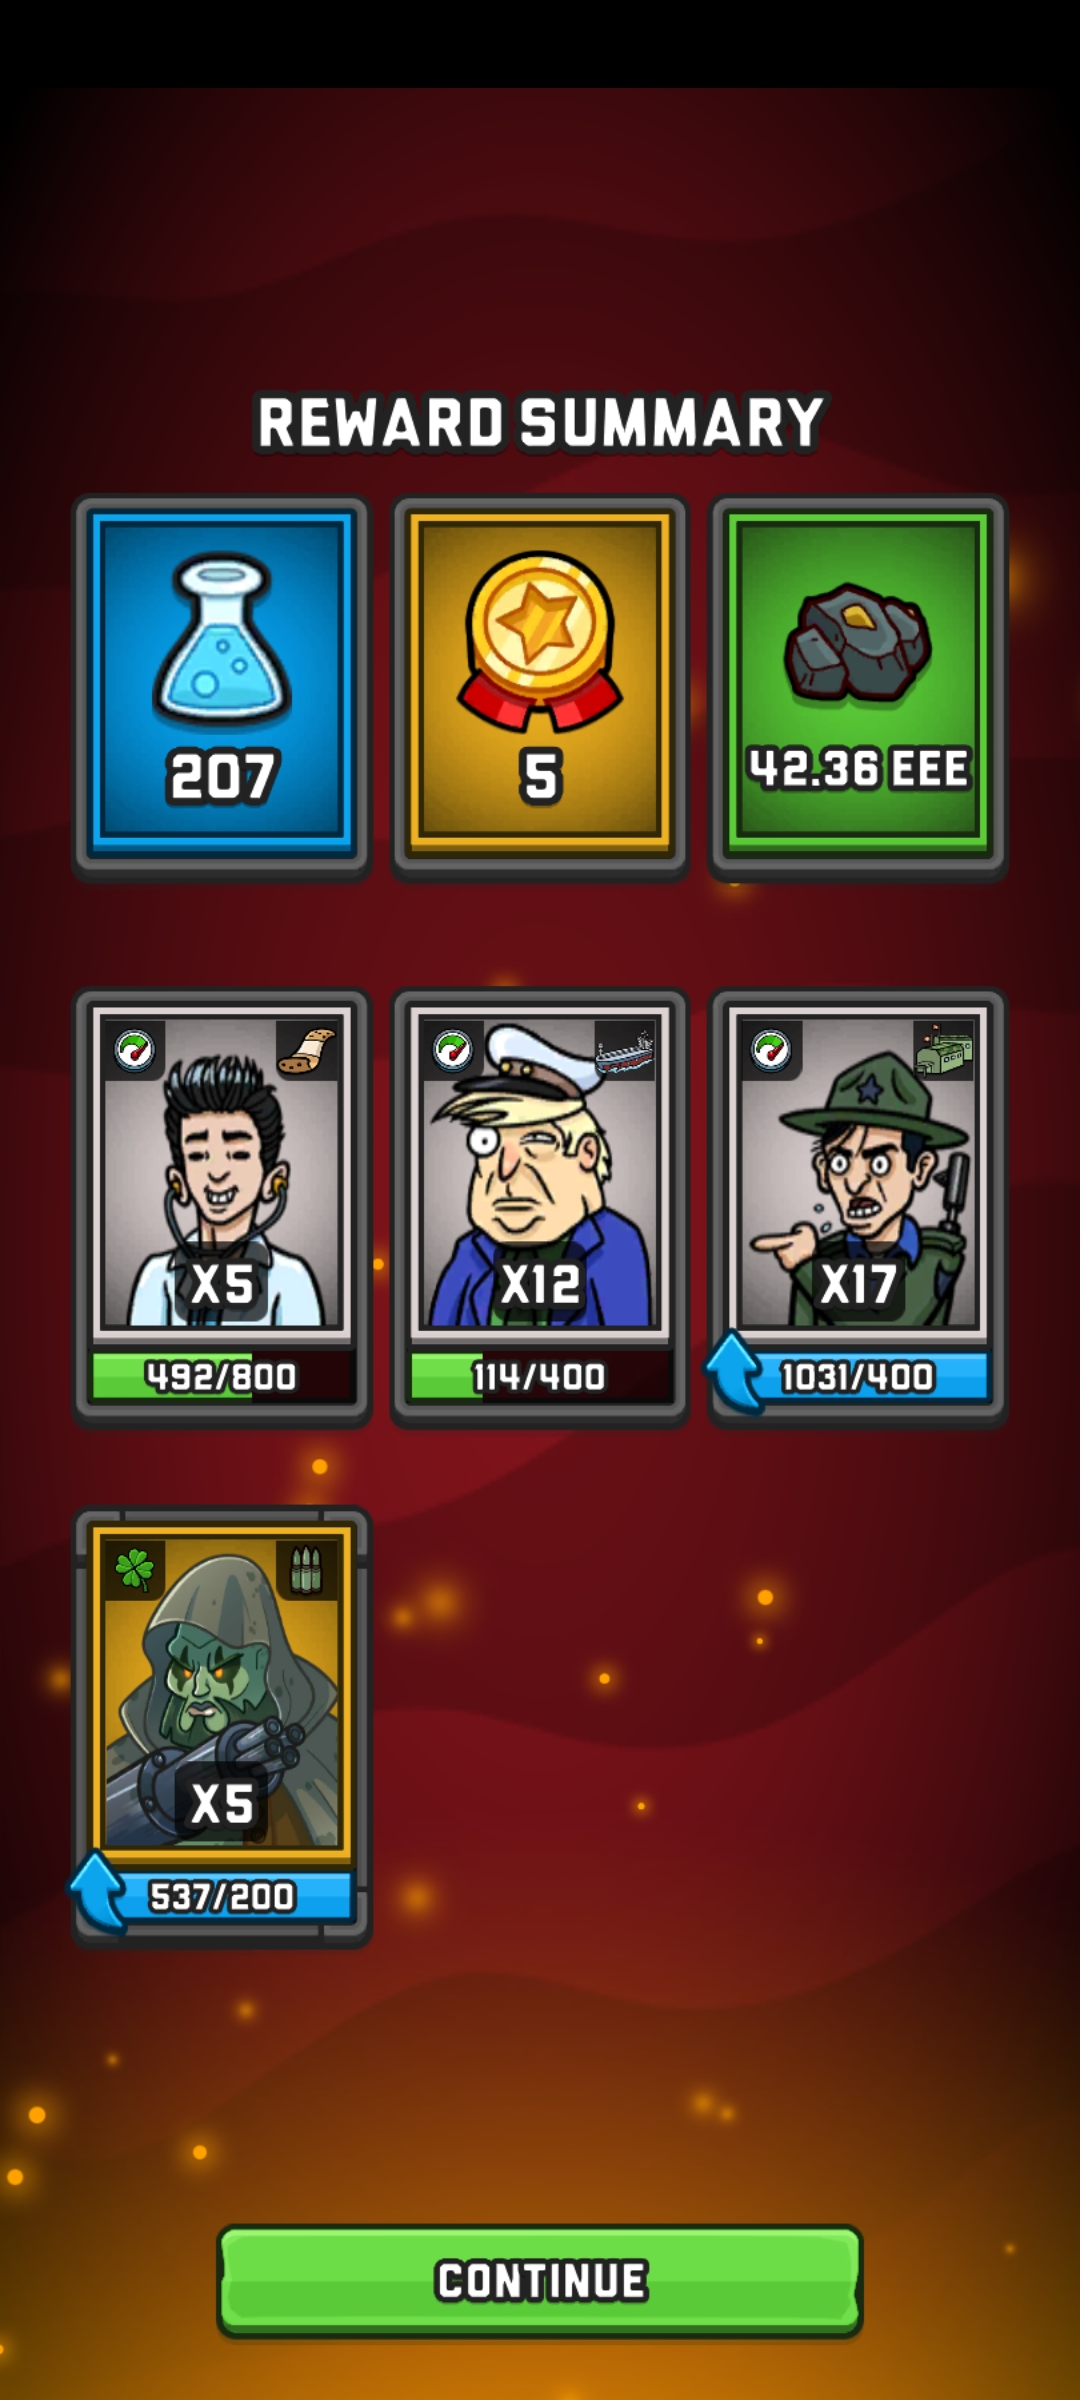 REWARD SUMMARY
207
5
42.36 EEE
X5
X12
X17
492/800
114/400
1031/400
X5
537/200
CONTINUE